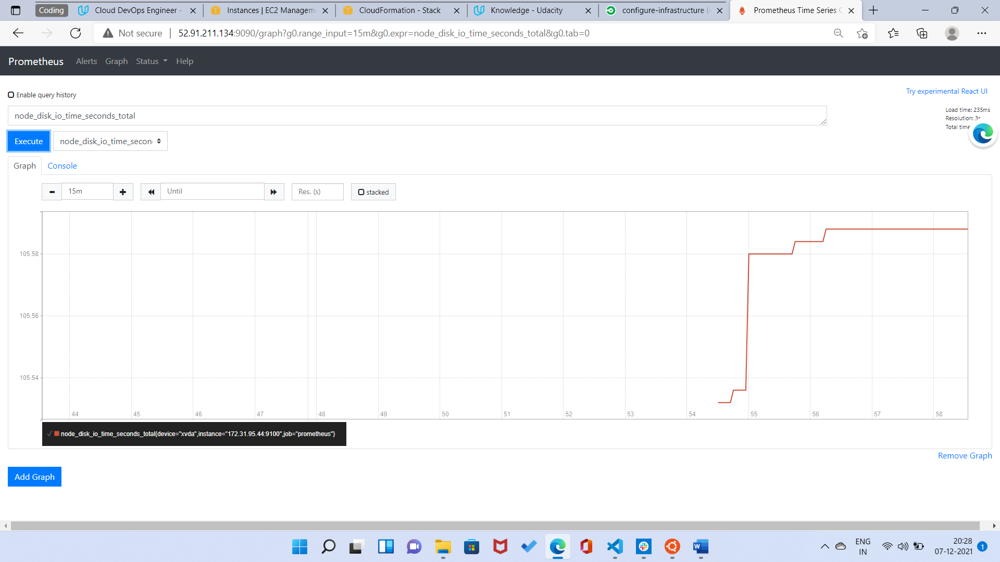 Coding
Cloud DevOps Engineer -
Instances | EC2 Managem
CloudFormation - Stack
Knowledge - Udacity
configure-infrastructure (
Prometheus Time Series
Not secure
52.91.211.134:9090/graph?g0.range_input=15m&g0.expr=node_disk_io_time_seconds_total&g0.tab=0
Prometheus Alerts Graph Status Help
Enable query history
Try experimental React UI
node_disk_io_time_seconds_total
Load time: 235ms
Resolution: 3s
Total time
Execute
node_disk_io_time_secon
Graph Console
15m
Until
Res. (s)
stacked
105.58
105.56
105.54
44 45 46 47 48 49 50 51 52 53 54 55 56 57 58
node_disk_io_time_seconds_total{device="xvda",instance="172.31.95.44:9100",job="prometheus"}
Remove Graph
Add Graph
ENG
IN
20:28
07-12-2021
1